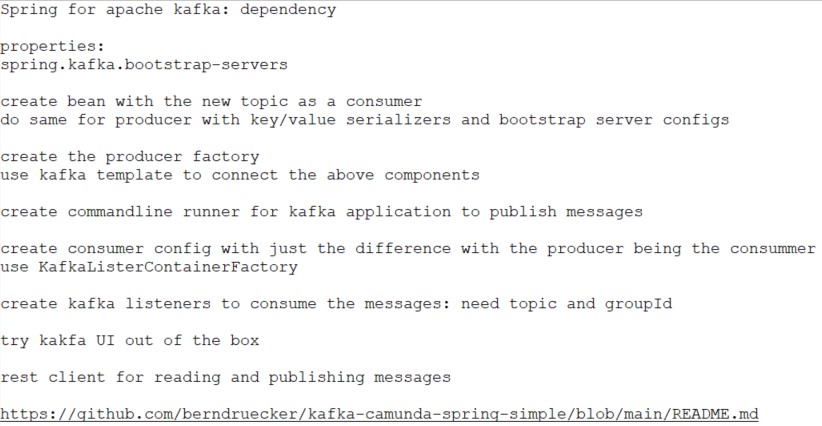 Spring for apache kafka: dependency
properties:
spring.kafka.bootstrap-servers
create bean with the new topic as a consumer
do same for producer with key/value serializers and bootstrap server configs
create the producer factory
use kafka template to connect the above components
create commandline runner for kafka application to publish messages
create consumer config with just the difference with the producer being the consummer
use KafkaListerContainerFactory
create kafka listeners to consume the messages: need topic and groupId
try kakfa UI out of the box
rest client for reading and publishing messages
https://github.com/berndruecker/kafka-camunda-spring-simple/blob/main/README.md